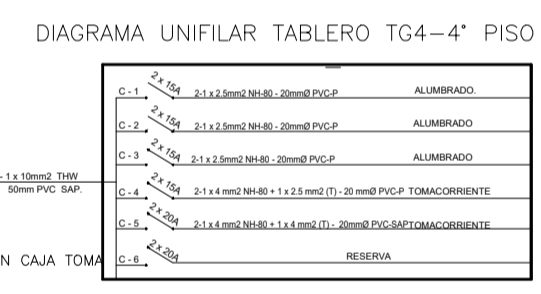 DIAGRAMA UNIFILAR TABLERO TG4-4° PISO
C - 1 2 x 15A 2-1 x 2.5mm2 NH-80 - 20mmØ PVC-P ALUMBRADO.
C - 2 2 x 15A 2-1 x 2.5mm2 NH-80 - 20mmØ PVC-P ALUMBRADO
C - 3 2 x 15A 2-1 x 2.5mm2 NH-80 - 20mmØ PVC-P ALUMBRADO
- 1 x 10mm2 THW
50mm PVC SAP.
C - 4 2 x 15A 2-1 x 4 mm2 NH-80 + 1 x 2.5 mm2 (T) - 20 mmØ PVC-P TOMACORRIENTE
C - 5 2 x 20A 2-1 x 4 mm2 NH-80 + 1 x 4 mm2 (T) - 20mmØ PVC-SAPTOMACORRIENTE
N CAJA TOMA
C - 6 2 x 20A RESERVA